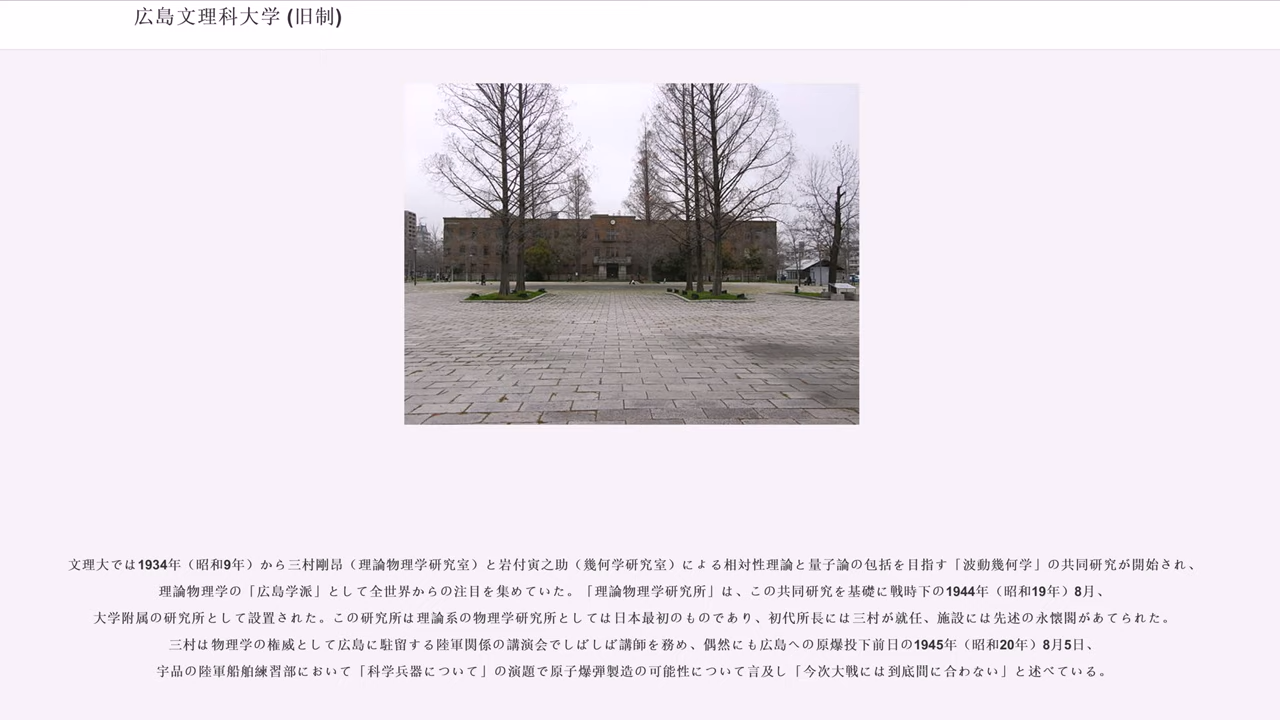 広島文理科大学 (旧制)
文理大では1934年（昭和9年）から三村剛昂（理論物理学研究室）と岩付寅之助（幾何学研究室）による相対性理論と量子論の包括を目指す「波動幾何学」の共同研究が開始され、
理論物理学の「広島学派」として全世界からの注目を集めていた。「理論物理学研究所」は、この共同研究を基礎に戦時下の1944年（昭和19年）8月、
大学附属の研究所として設置された。この研究所は理論系の物理学研究所としては日本最初のものであり、初代所長には三村が就任、施設には先述の永懐閣があてられた。
三村は物理学の権威として広島に駐留する陸軍関係の講演会でしばしば講師を務め、偶然にも広島への原爆投下前日の1945年（昭和20年）8月5日、
宇品の陸軍船舶練習部において「科学兵器について」の演題で原子爆弾製造の可能性について言及し「今次大戦には到底間に合わない」と述べている。